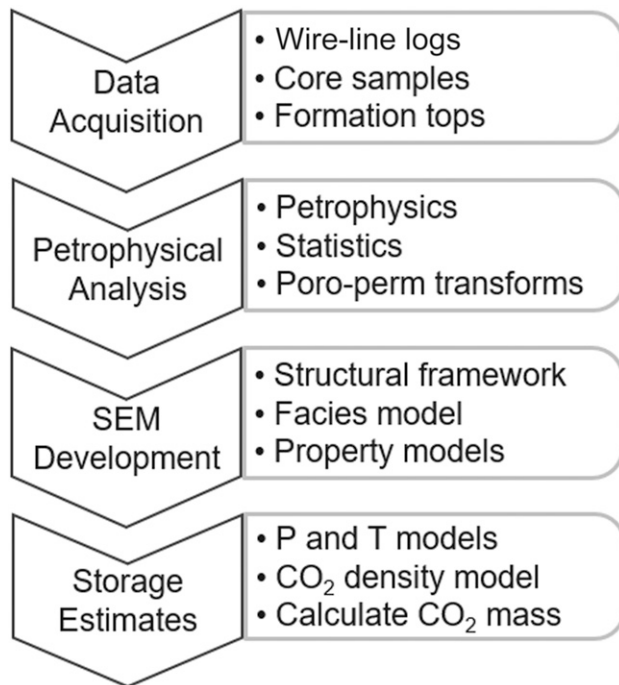 Data
Acquisition
• Wire-line logs
• Core samples
• Formation tops
Petrophysical
Analysis
• Petrophysics
• Statistics
• Poro-perm transforms
SEM
Development
• Structural framework
• Facies model
• Property models
Storage
Estimates
• P and T models
• CO₂ density model
• Calculate CO₂ mass